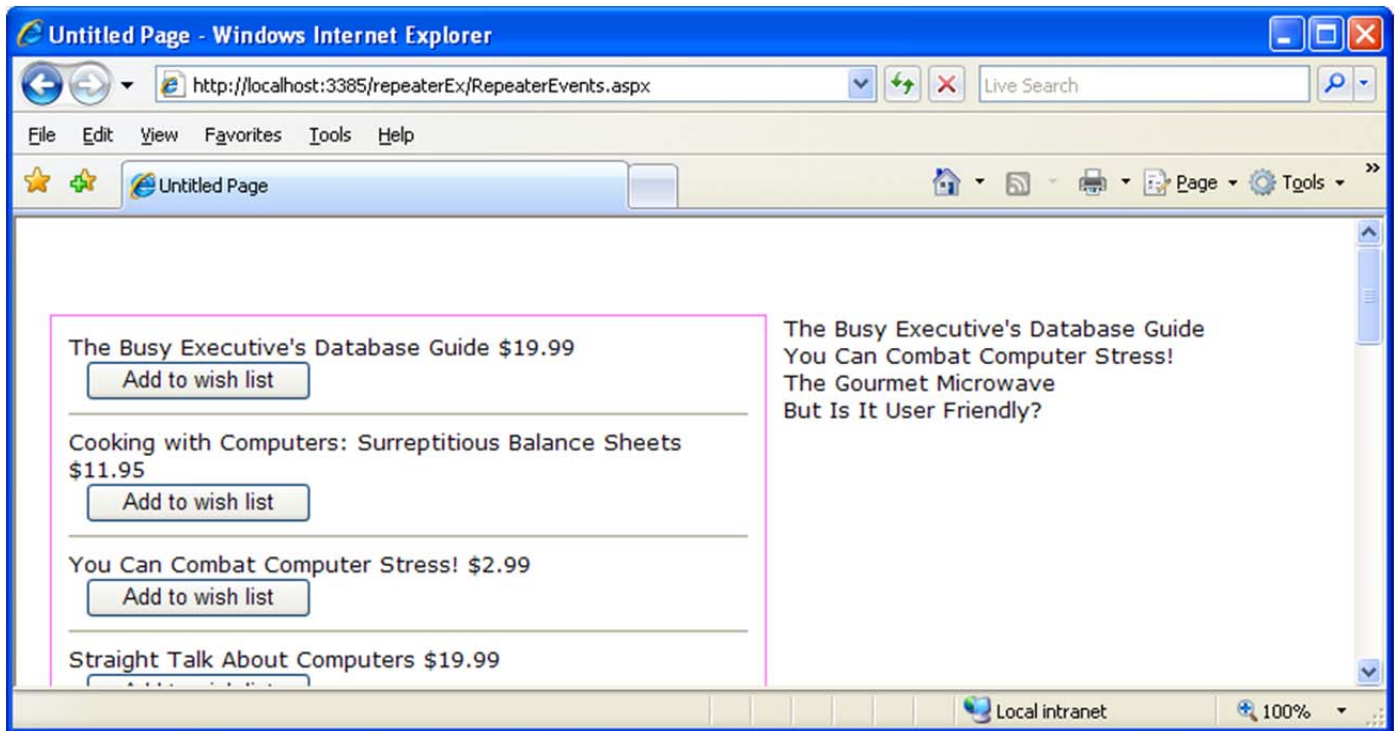 Untitled Page - Windows Internet Explorer
http://localhost:3385/repeaterEx/RepeaterEvents.aspx
Live Search
File Edit View Favorites Tools Help
Untitled Page
Page Tools
The Busy Executive's Database Guide $19.99
Add to wish list
Cooking with Computers: Surreptitious Balance Sheets
$11.95
Add to wish list
You Can Combat Computer Stress! $2.99
Add to wish list
Straight Talk About Computers $19.99
The Busy Executive's Database Guide
You Can Combat Computer Stress!
The Gourmet Microwave
But Is It User Friendly?
Local intranet
100%